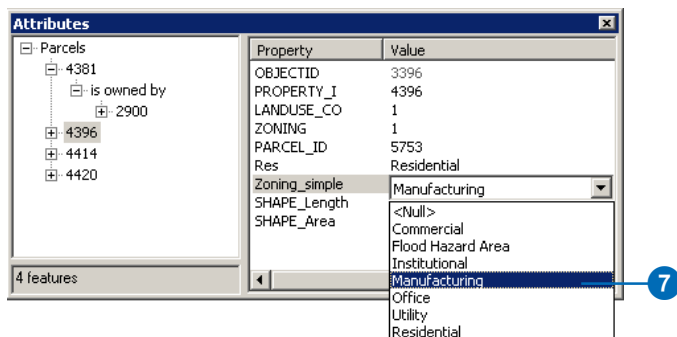 Attributes
Parcels
4381
is owned by
2900
4396
4414
4420
4 features
Property Value
OBJECTID 3396
PROPERTY_I 4396
LANDUSE_CO 1
ZONING 1
PARCEL_ID 5753
Res Residential
Zoning_simple Manufacturing
SHAPE_Length
SHAPE_Area
<Null>
Commercial
Flood Hazard Area
Institutional
Manufacturing
Office
Utility
Residential
7